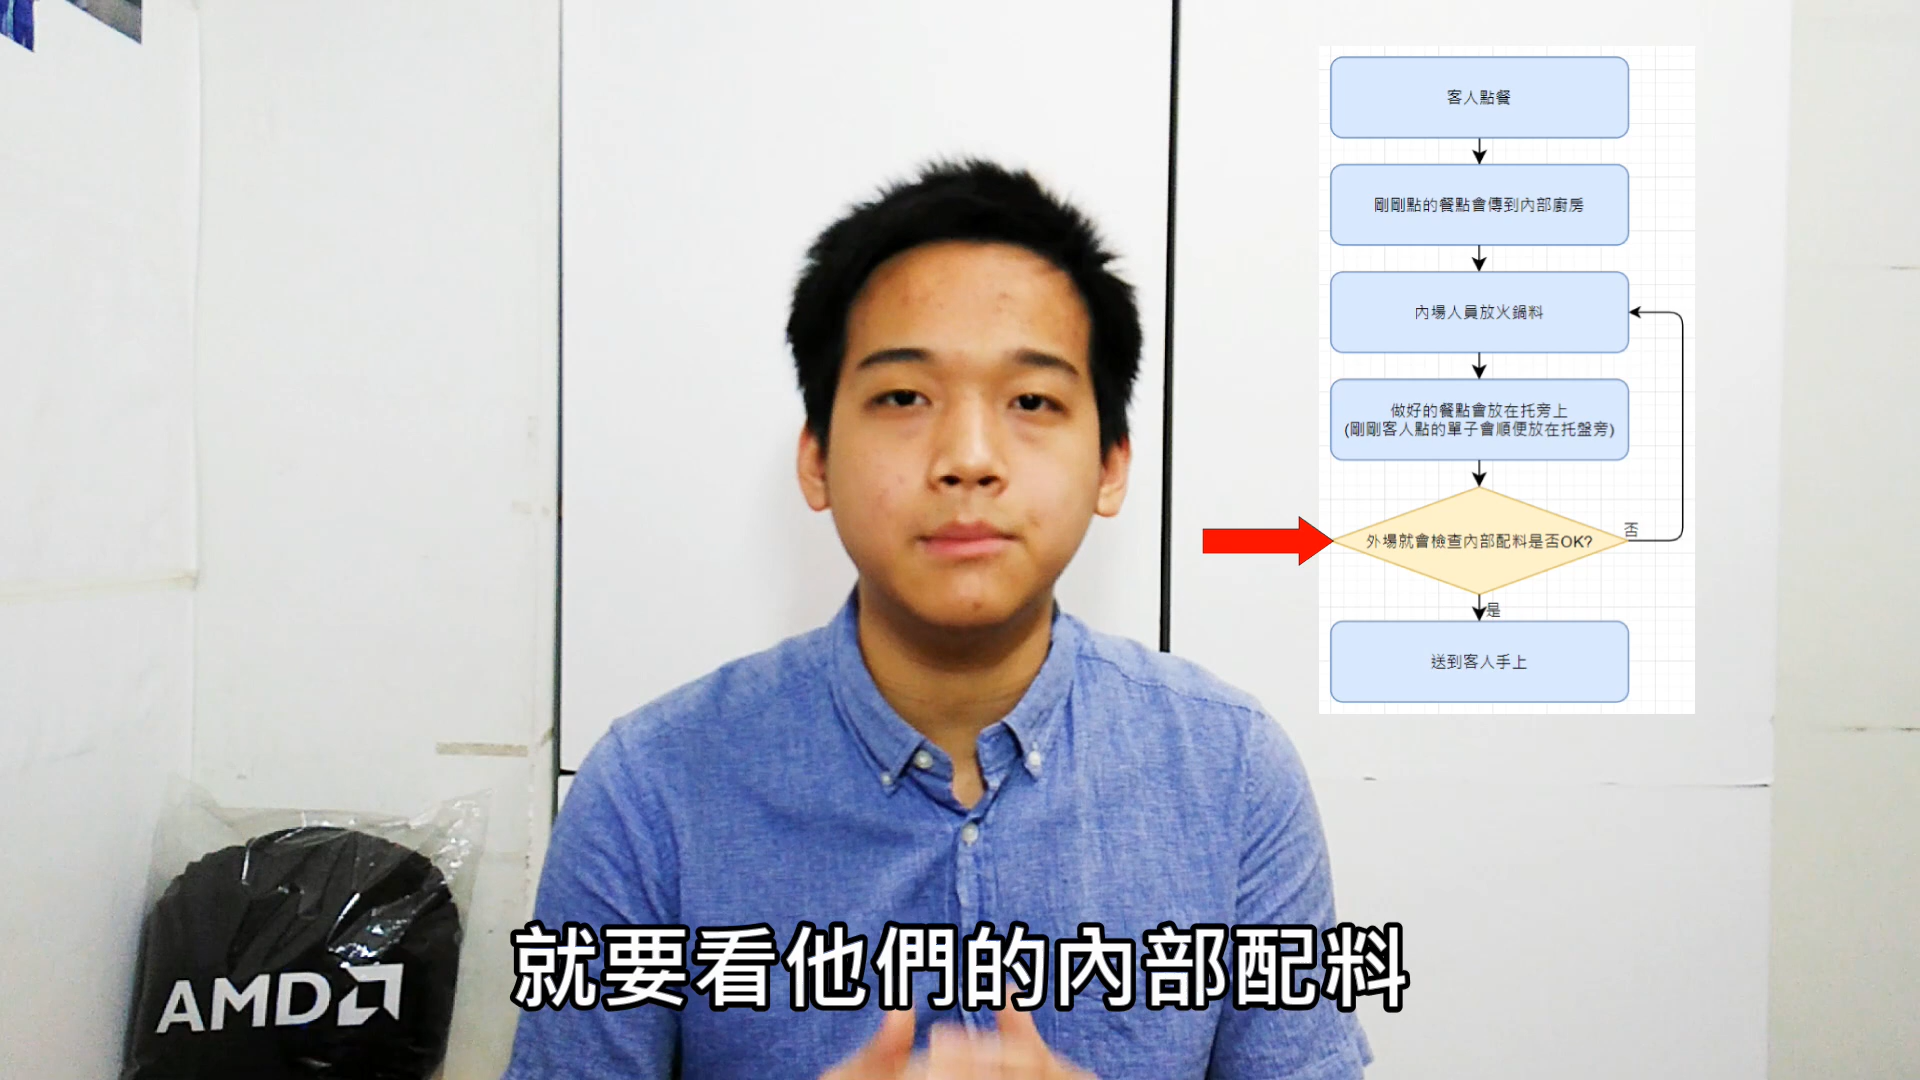 客人點餐
剛剛點的餐點會傳到內部廚房
內場人員放火鍋料
做好的餐點會放在托旁上
(剛剛客人點的單子會順便放在托盤旁)
外場就會檢查內部配料是否OK?
否
是
送到客人手上
AMD
就要看他們的內部配料